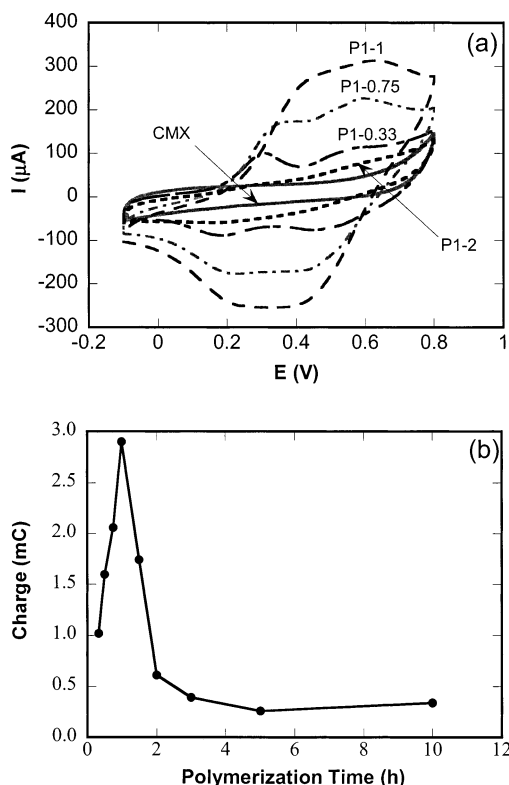 (a)
400
300
200
100
0
-100
-200
-300
I (µA)
P1-1
P1-0.75
P1-0.33
CMX
P1-2
-0.2 0 0.2 0.4 0.6 0.8 1
E (V)
(b)
3.0
2.5
2.0
1.5
1.0
0.5
0.0
Charge (mC)
0 2 4 6 8 10 12
Polymerization Time (h)